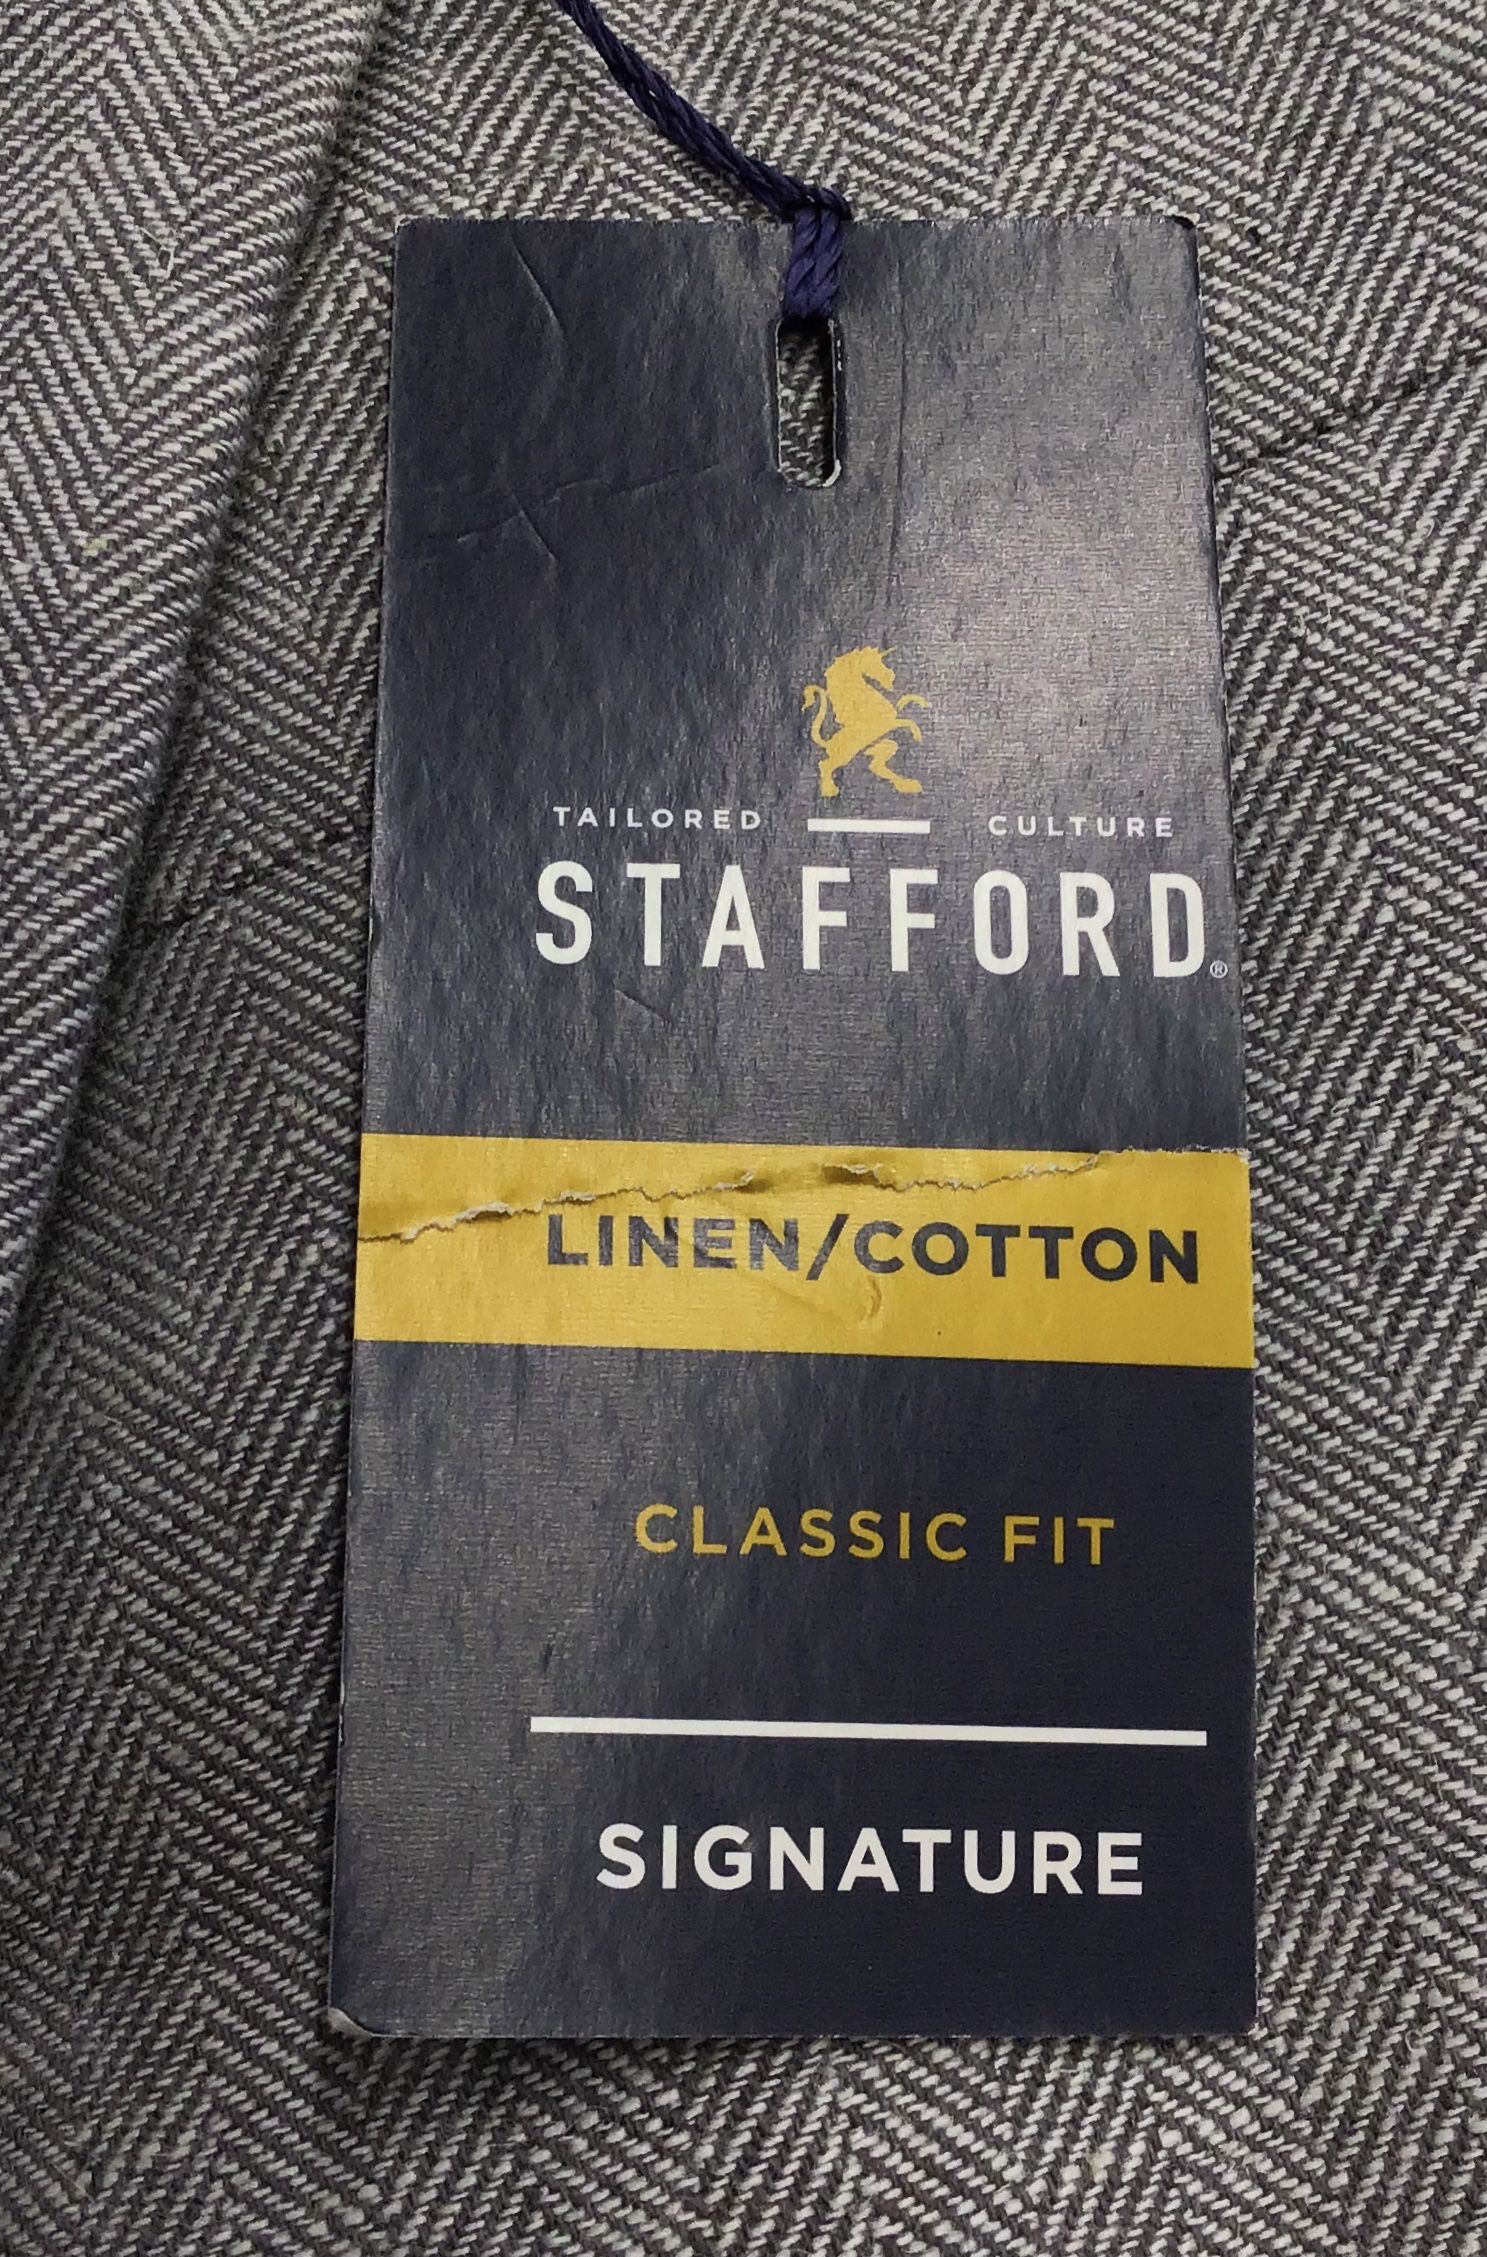 TAILORED CULTURE
STAFFORD®
LINEN/COTTON
CLASSIC FIT
SIGNATURE